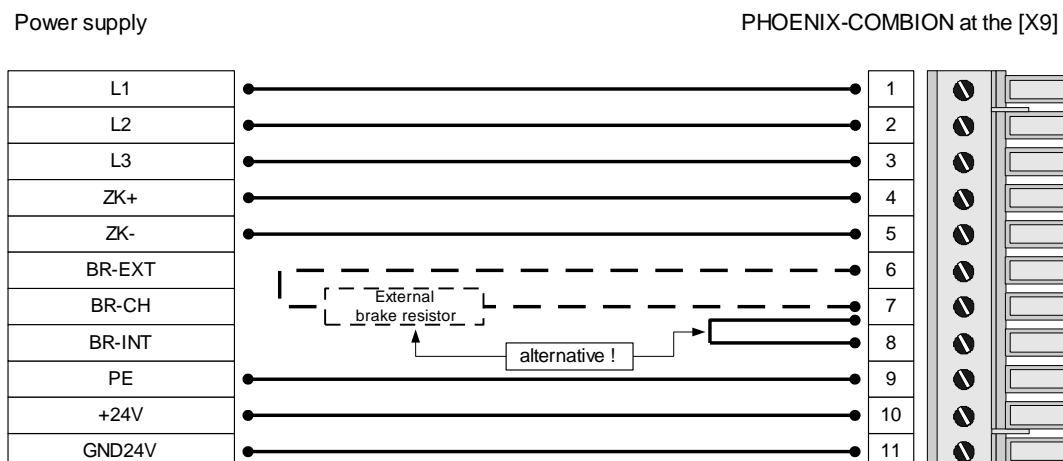 Power supply
PHOENIX-COMBION at the [X9]
L1
1
L2
2
L3
3
ZK+
4
ZK-
5
BR-EXT
6
BR-CH
External
brake resistor
7
BR-INT
alternative !
8
PE
9
+24V
10
GND24V
11